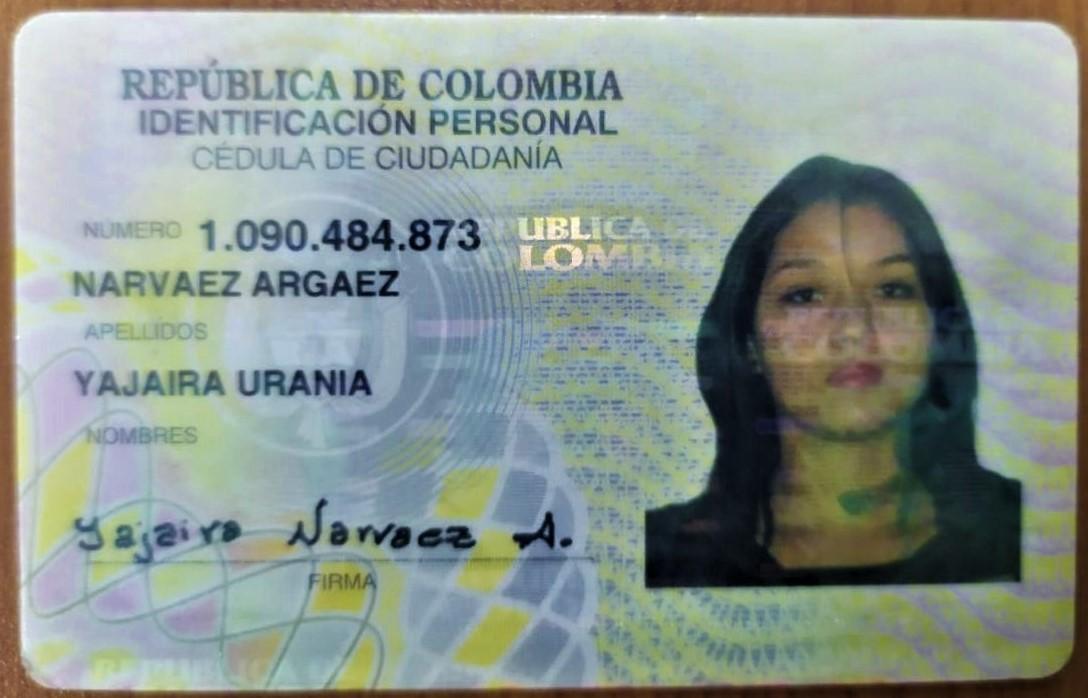 REPÚBLICA DE COLOMBIA
IDENTIFICACIÓN PERSONAL
CÉDULA DE CIUDADANÍA
NÚMERO 1.090.484.873
UBLICA
LOMBI
NARVAEZ ARGAEZ
APELLIDOS
YAJAIRA URANIA
NOMBRES
Yajaira Narvaez A.
FIRMA